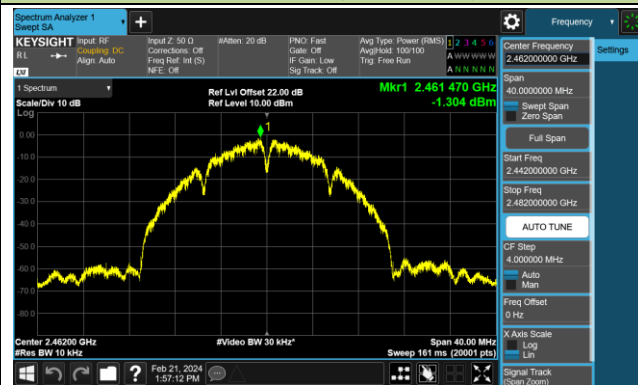 Spectrum Analyzer 1
Swept SA
+
Frequency
KEYSIGHT
RL
LXI
Input: RF
Coupling: DC
Align: Auto
Input Z: 50 Ω
Corrections: Off
Freq Ref: Int (S)
NFE: Off
#Atten: 20 dB
PNO: Fast
Gate: Off
IF Gain: Low
Sig Track: Off
Avg Type: Power (RMS)
Avg|Hold: 100/100
Trig: Free Run
1 2 3 4 5 6
A W W W W W
A N N N N N
1 Spectrum
Scale/Div 10 dB
Log
Ref Lvl Offset 22.00 dB
Ref Level 10.00 dBm
Mkr1 2.461 470 GHz
-1.304 dBm
1
0.00
-10.0
-20.0
-30.0
-40.0
-50.0
-60.0
-70.0
-80.0
Center 2.46200 GHz
#Res BW 10 kHz
#Video BW 30 kHz*
Span 40.00 MHz
Sweep 161 ms (20001 pts)
Feb 21, 2024
1:57:12 PM
?
Center Frequency
2.462000000 GHz
Settings
Span
40.0000000 MHz
Swept Span
Zero Span
Full Span
Start Freq
2.442000000 GHz
Stop Freq
2.482000000 GHz
AUTO TUNE
CF Step
4.000000 MHz
Auto
Man
Freq Offset
0 Hz
X Axis Scale
Log
Lin
Signal Track
(Span Zoom)